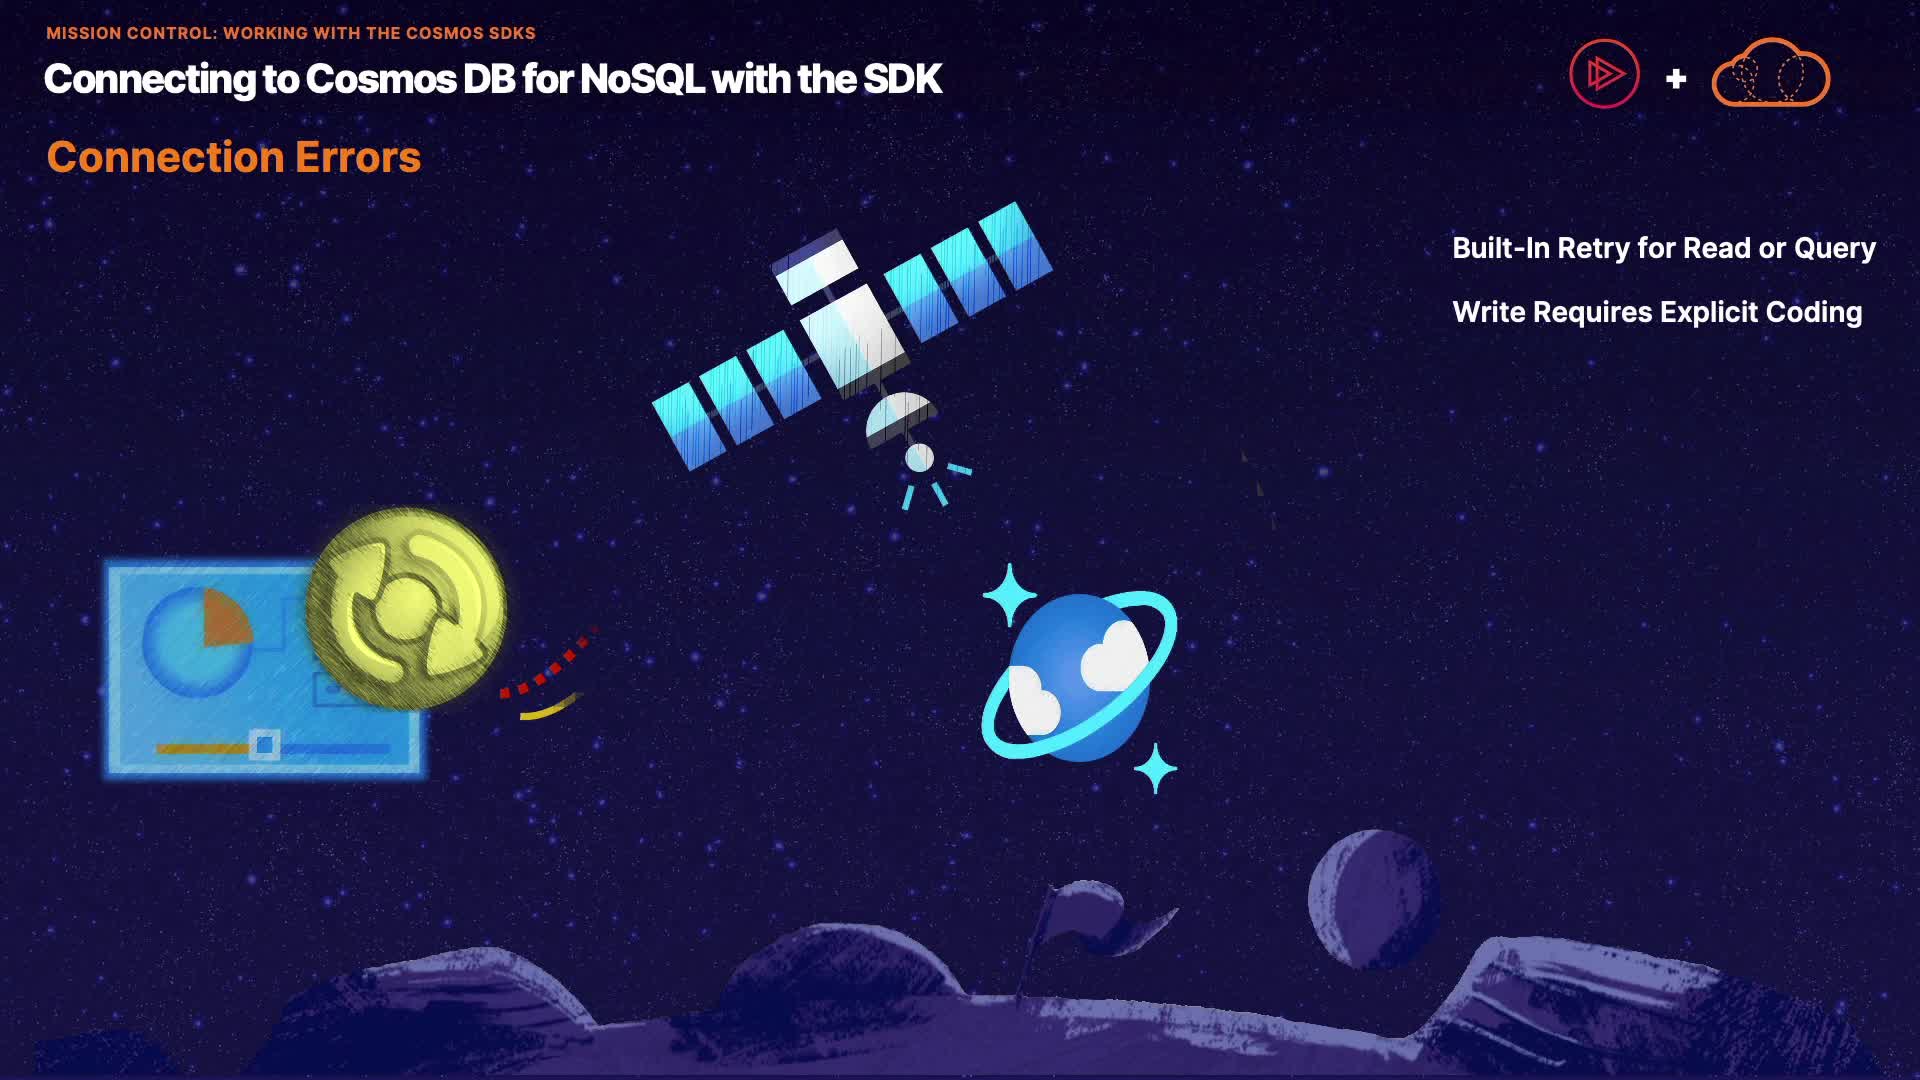 MISSION CONTROL: WORKING WITH THE COSMOS SDKS
Connecting to Cosmos DB for NoSQL with the SDK
Connection Errors
Built-In Retry for Read or Query
Write Requires Explicit Coding